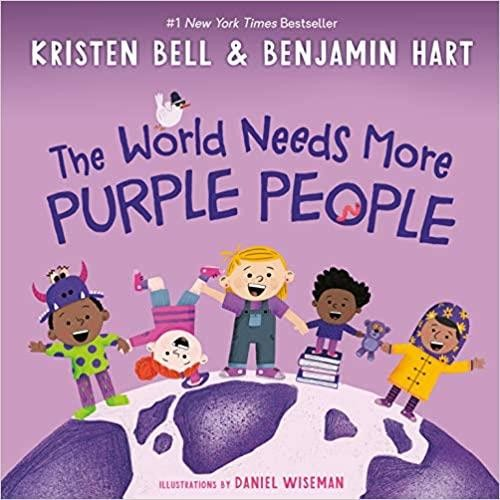 #1 New York Times Bestseller
KRISTEN BELL & BENJAMIN HART
The WORLD NEEDS MORE
PURPLE PEOPLE
ILLUSTRATIONS BY DANIEL WISEMAN